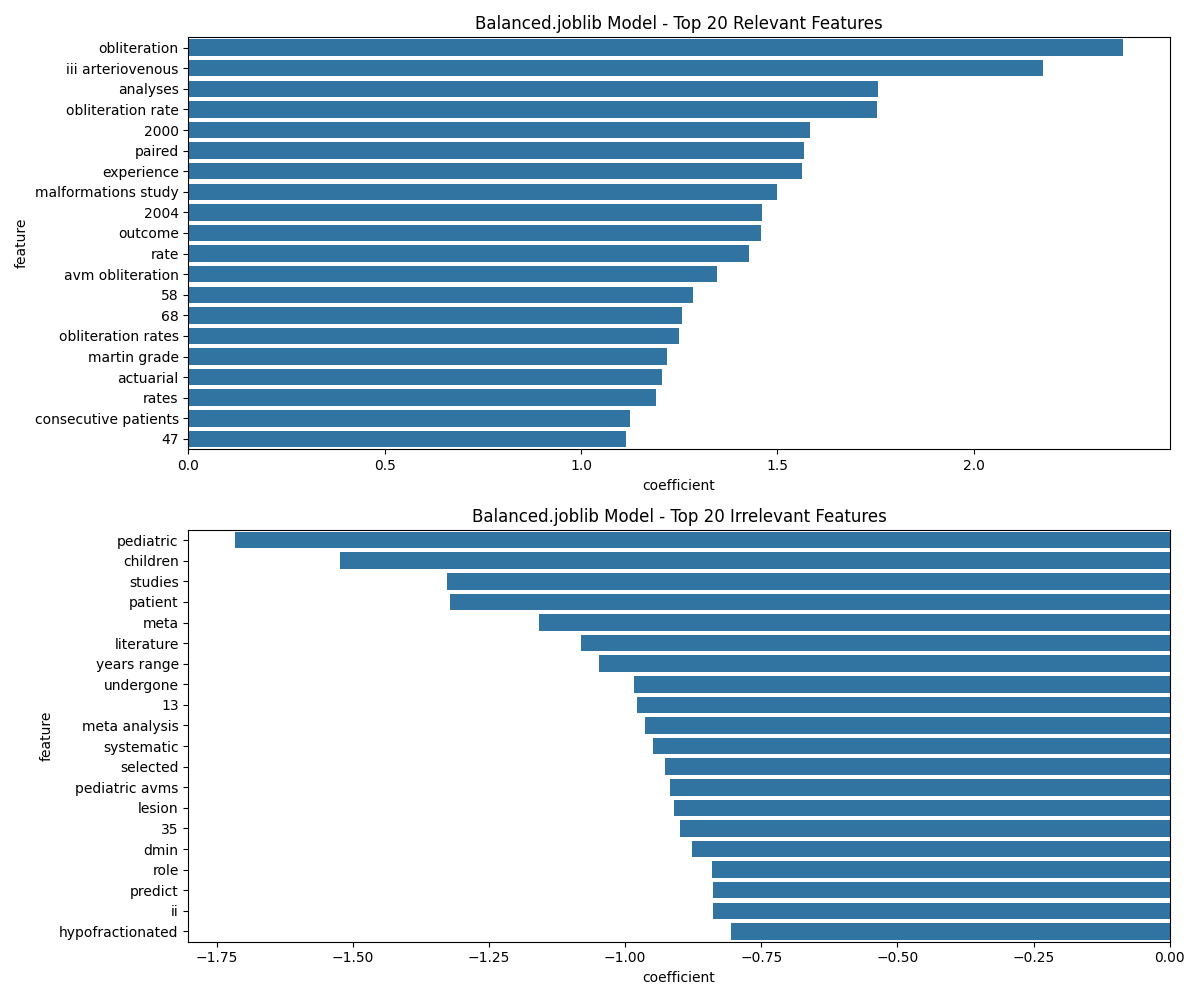 Balanced.joblib Model - Top 20 Relevant Features
feature
obliteration
iii arteriovenous
analyses
obliteration rate
2000
paired
experience
malformations study
2004
outcome
rate
avm obliteration
58
68
obliteration rates
martin grade
actuarial
rates
consecutive patients
47
0.0 0.5 1.0 1.5 2.0
coefficient
Balanced.joblib Model - Top 20 Irrelevant Features
feature
pediatric
children
studies
patient
meta
literature
years range
undergone
13
meta analysis
systematic
selected
pediatric avms
lesion
35
dmin
role
predict
ii
hypofractionated
−1.75 −1.50 −1.25 −1.00 −0.75 −0.50 −0.25 0.00
coefficient